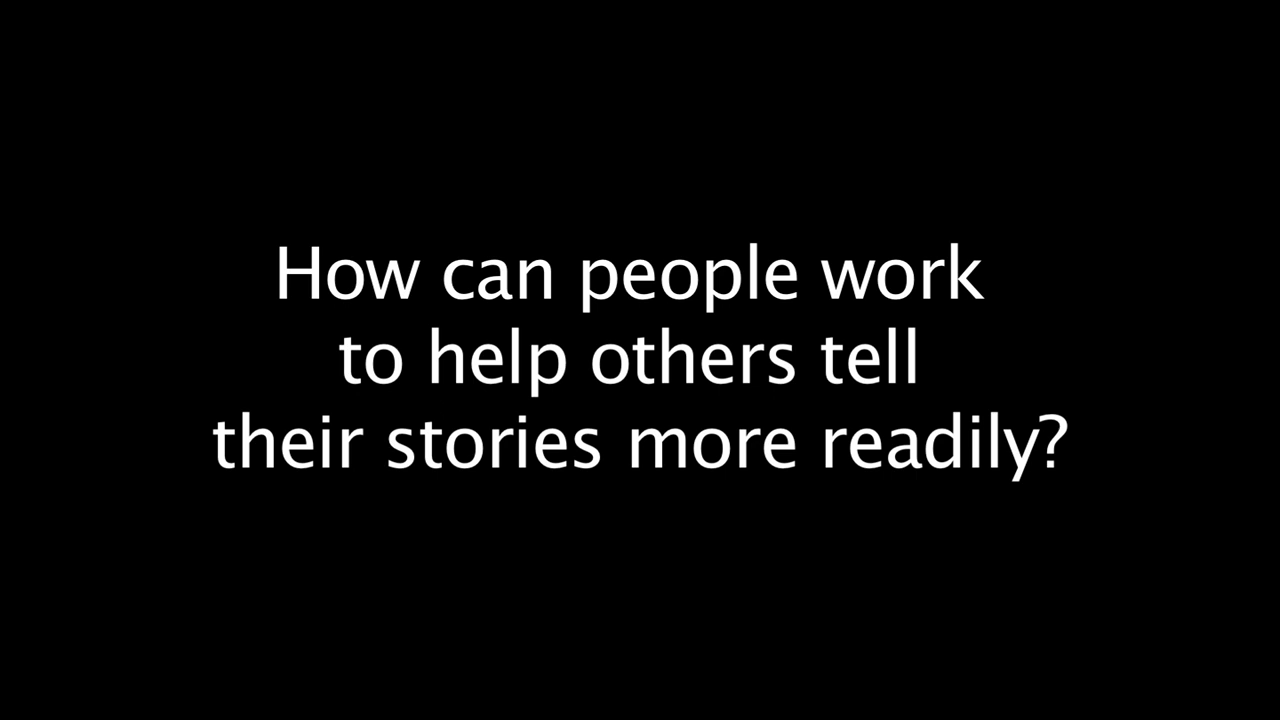 How can people work
to help others tell
their stories more readily?